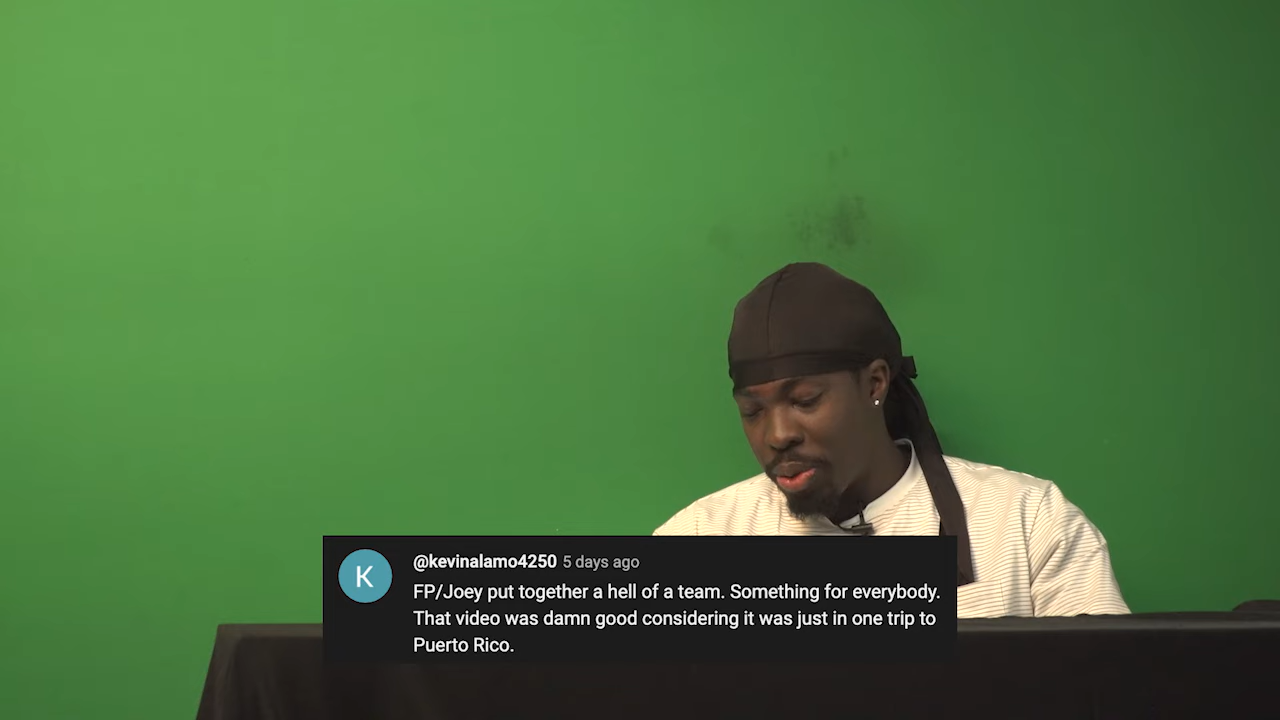 K
@kevinalamo4250 5 days ago
FP/Joey put together a hell of a team. Something for everybody.
That video was damn good considering it was just in one trip to
Puerto Rico.